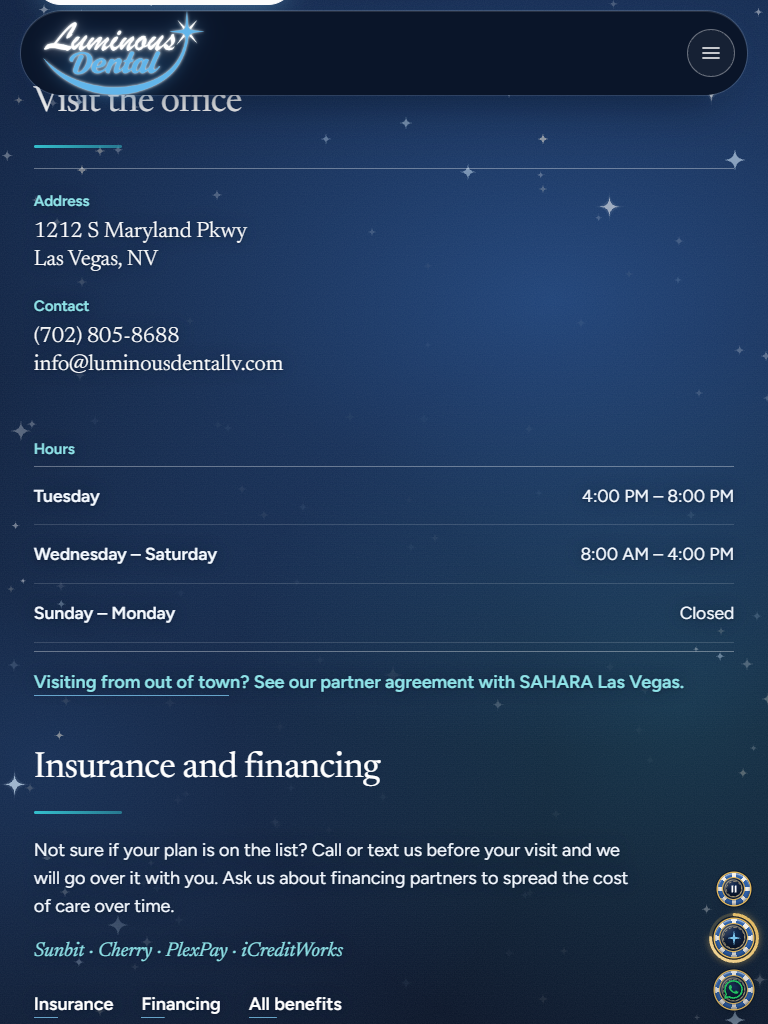 Luminous
Dental
Visit the office
Address
1212 S Maryland Pkwy
Las Vegas, NV
Contact
(702) 805-8688
info@luminousdentallv.com
Hours
Tuesday 4:00 PM – 8:00 PM
Wednesday – Saturday 8:00 AM – 4:00 PM
Sunday – Monday Closed
Visiting from out of town? See our partner agreement with SAHARA Las Vegas.
Insurance and financing
Not sure if your plan is on the list? Call or text us before your visit and we
will go over it with you. Ask us about financing partners to spread the cost
of care over time.
Sunbit · Cherry · PlexPay · iCreditWorks
Insurance Financing All benefits